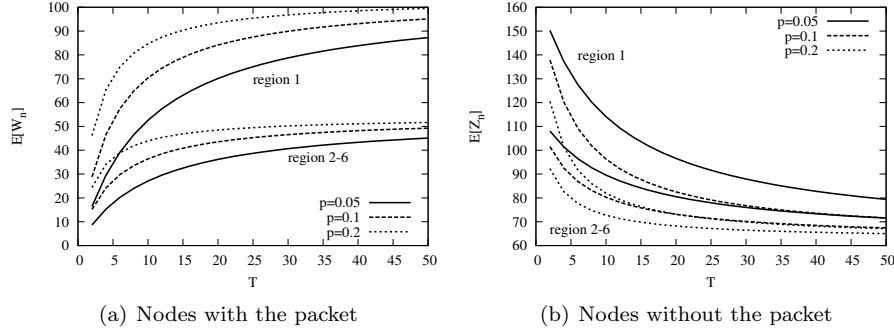 100
90
80
70
60
50
40
30
20
10
0
0 5 10 15 20 25 30 35 40 45 50
E[Wn]
T
region 1
region 2-6
p=0.05
p=0.1
p=0.2
(a) Nodes with the packet
160
150
140
130
120
110
100
90
80
70
60
0 5 10 15 20 25 30 35 40 45 50
E[Zn]
T
region 1
region 2-6
p=0.05
p=0.1
p=0.2
(b) Nodes without the packet